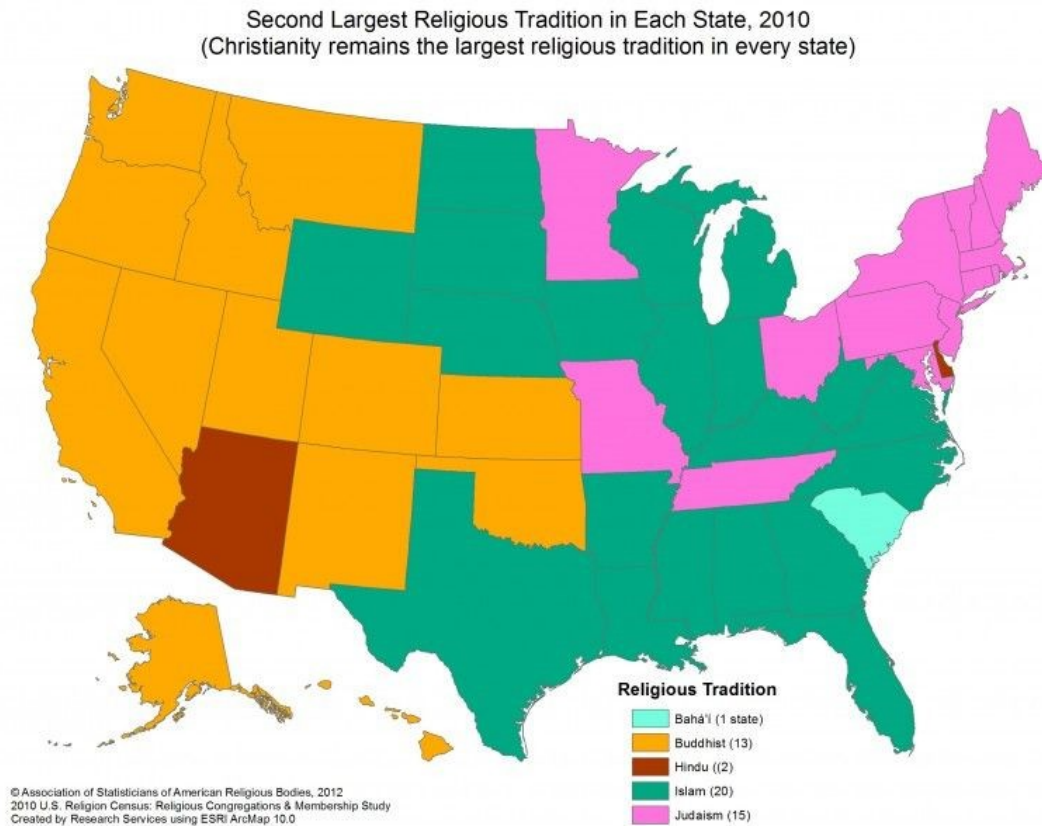 Second Largest Religious Tradition in Each State, 2010
(Christianity remains the largest religious tradition in every state)
Religious Tradition
Bahá'í (1 state)
Buddhist (13)
Hindu ((2)
Islam (20)
Judaism (15)
© Association of Statisticians of American Religious Bodies, 2012
2010 U.S. Religion Census: Religious Congregations & Membership Study
Created by Research Services using ESRI ArcMap 10.0